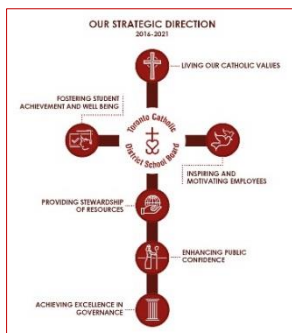 OUR STRATEGIC DIRECTION
2016-2021
LIVING OUR CATHOLIC VALUES
FOSTERING STUDENT
ACHIEVEMENT AND WELL BEING
Toronto Catholic
District School Board
INSPIRING AND
MOTIVATING EMPLOYEES
PROVIDING STEWARDSHIP
OF RESOURCES
ENHANCING PUBLIC
CONFIDENCE
ACHIEVING EXCELLENCE IN
GOVERNANCE